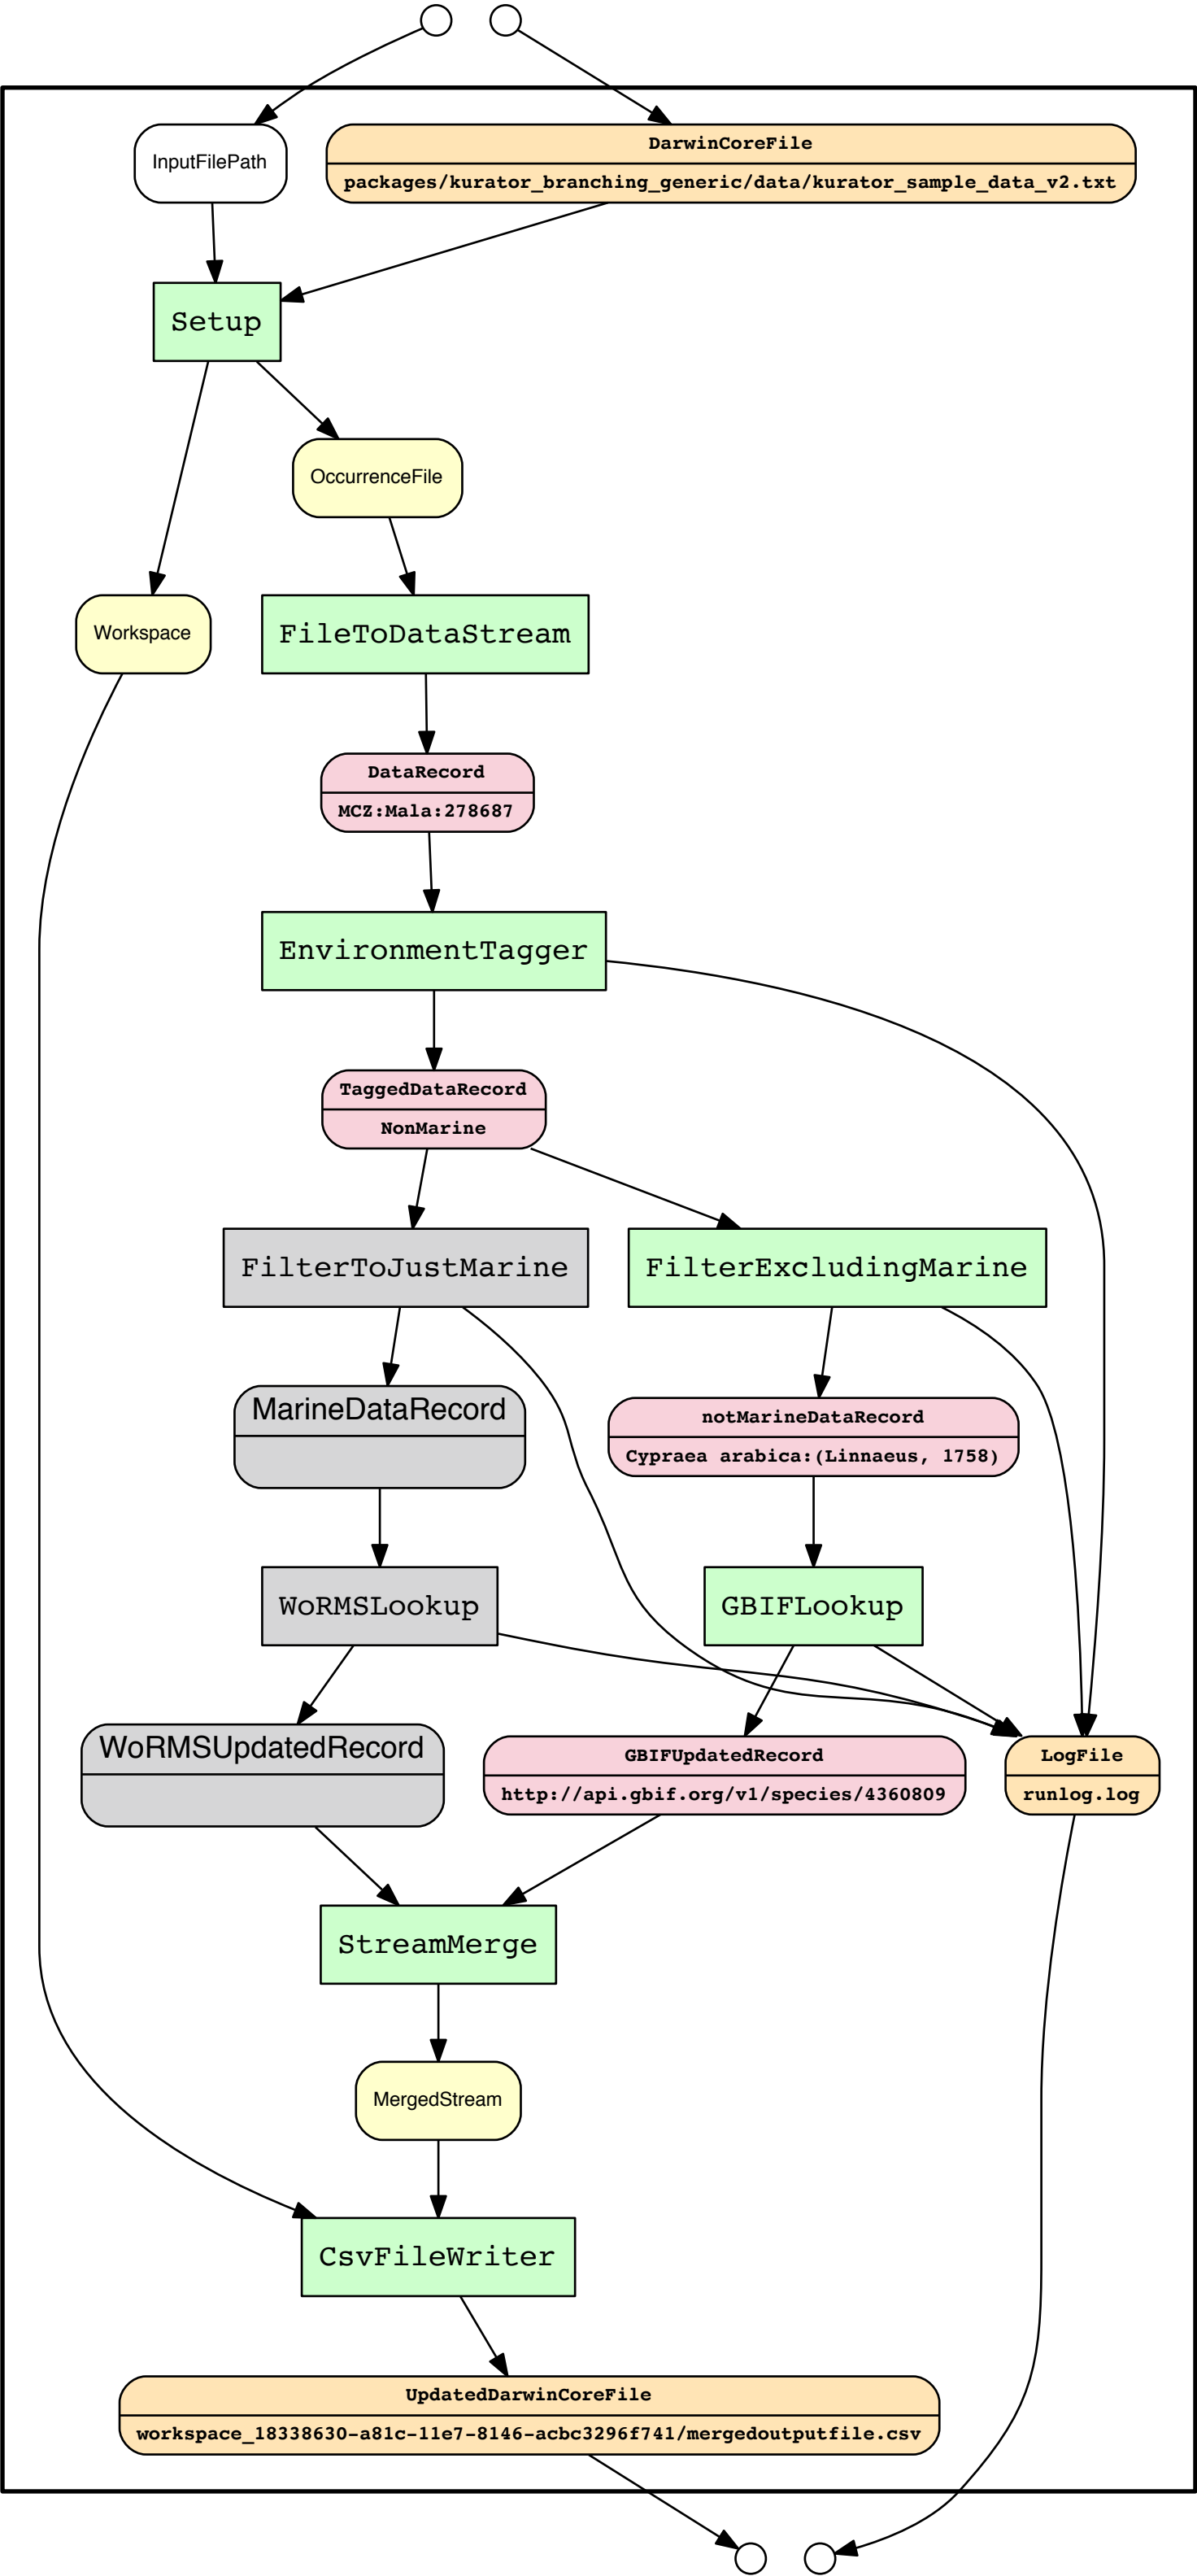 InputFilePath
DarwinCoreFile
packages/kurator_branching_generic/data/kurator_sample_data_v2.txt
Setup
OccurrenceFile
Workspace
FileToDataStream
DataRecord
MCZ:Mala:278687
EnvironmentTagger
TaggedDataRecord
NonMarine
FilterToJustMarine
FilterExcludingMarine
MarineDataRecord
notMarineDataRecord
Cypraea arabica:(Linnaeus, 1758)
WoRMSLookup
GBIFLookup
WoRMSUpdatedRecord
GBIFUpdatedRecord
http://api.gbif.org/v1/species/4360809
LogFile
runlog.log
StreamMerge
MergedStream
CsvFileWriter
UpdatedDarwinCoreFile
workspace_18338630-a81c-11e7-8146-acbc3296f741/mergedoutputfile.csv